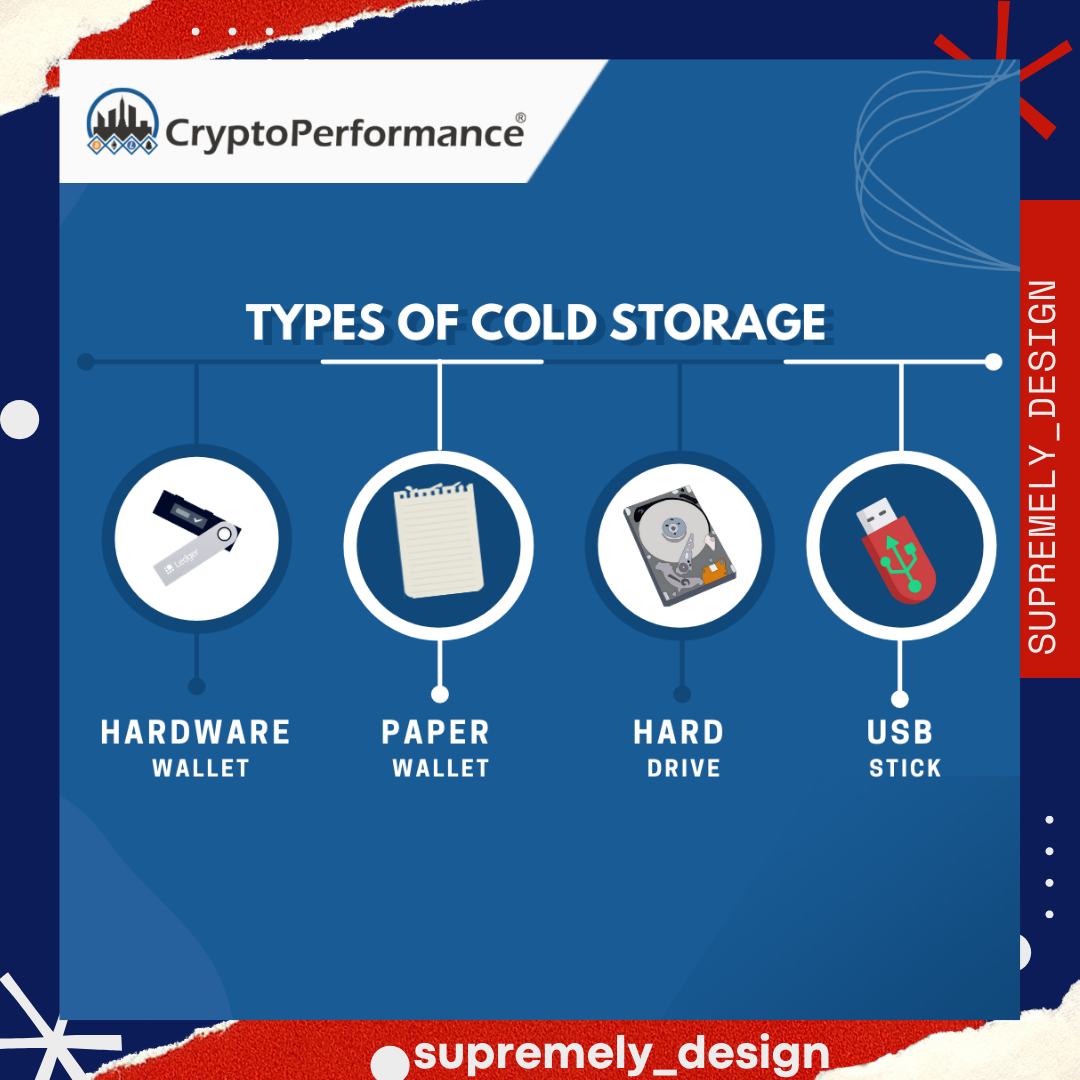 CryptoPerformance®
TYPES OF COLD STORAGE
Ledger
HARDWARE
WALLET
PAPER
WALLET
HARD
DRIVE
USB
STICK
SUPREMELY_DESIGN
supremely_design